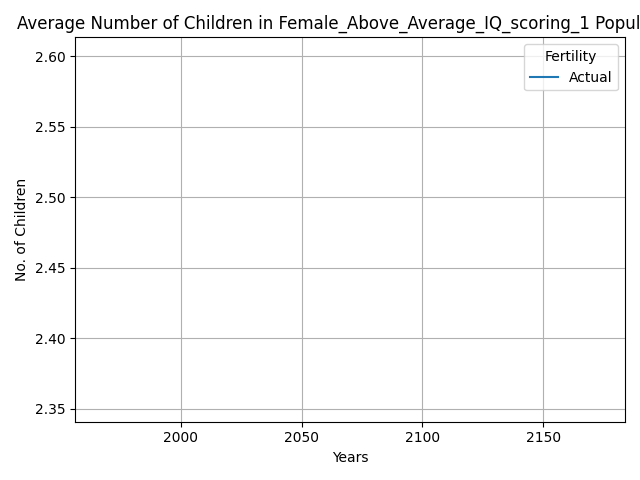 Average Number of Children in Female_Above_Average_IQ_scoring_1 Popul
Fertility
Actual
2.60
2.55
2.50
2.45
2.40
2.35
No. of Children
2000 2050 2100 2150
Years